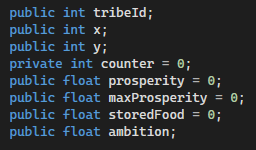 public int tribeId;
public int x;
public int y;
private int counter = 0;
public float prosperity = 0;
public float maxProsperity = 0;
public float storedFood = 0;
public float ambition;